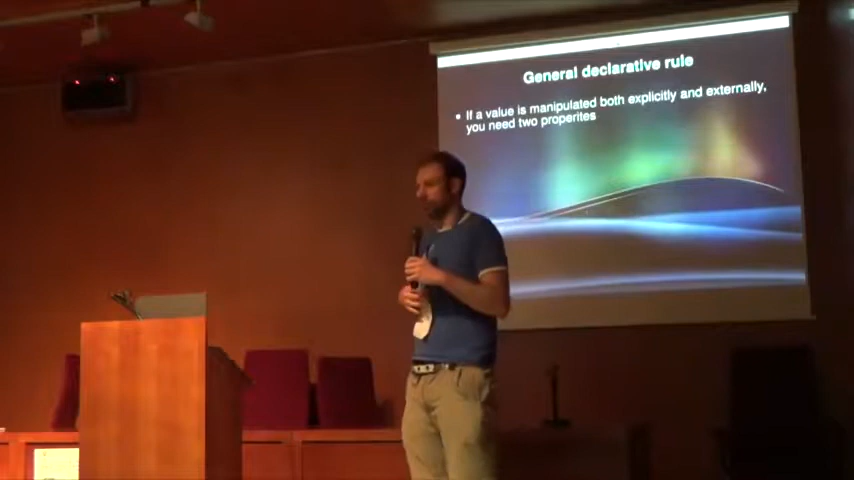 General declarative rule
• If a value is manipulated both explicitly and externally,
you need two properites